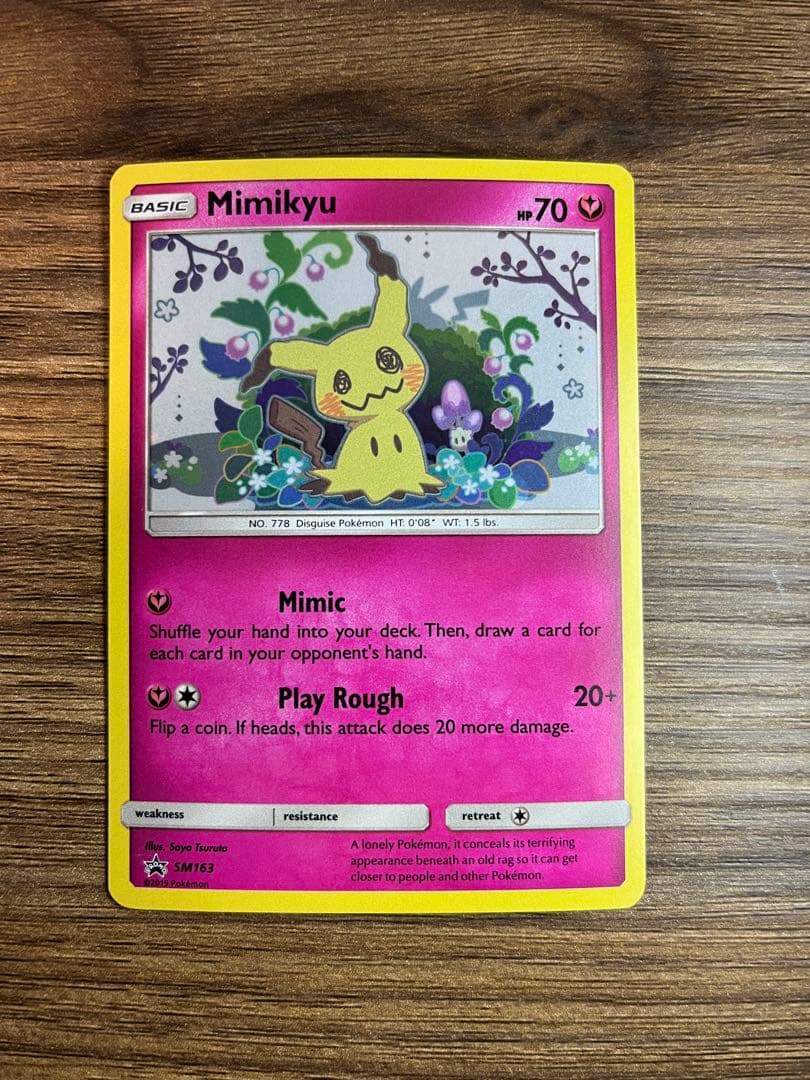 BASIC Mimikyu HP 70
NO. 778 Disguise Pokémon HT: 0'08" WT: 1.5 lbs.
Mimic
Shuffle your hand into your deck. Then, draw a card for
each card in your opponent's hand.
Play Rough 20+
Flip a coin. If heads, this attack does 20 more damage.
weakness resistance retreat
Illus. Saya Tsuruta
SM163
©2019 Pokémon
A lonely Pokémon, it conceals its terrifying
appearance beneath an old rag so it can get
closer to people and other Pokémon.